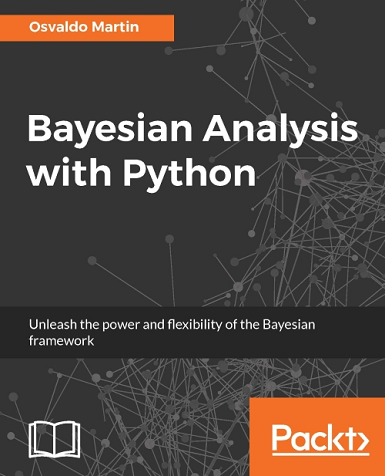 Osvaldo Martin
Bayesian Analysis
with Python
Unleash the power and flexibility of the Bayesian
framework
Packt>